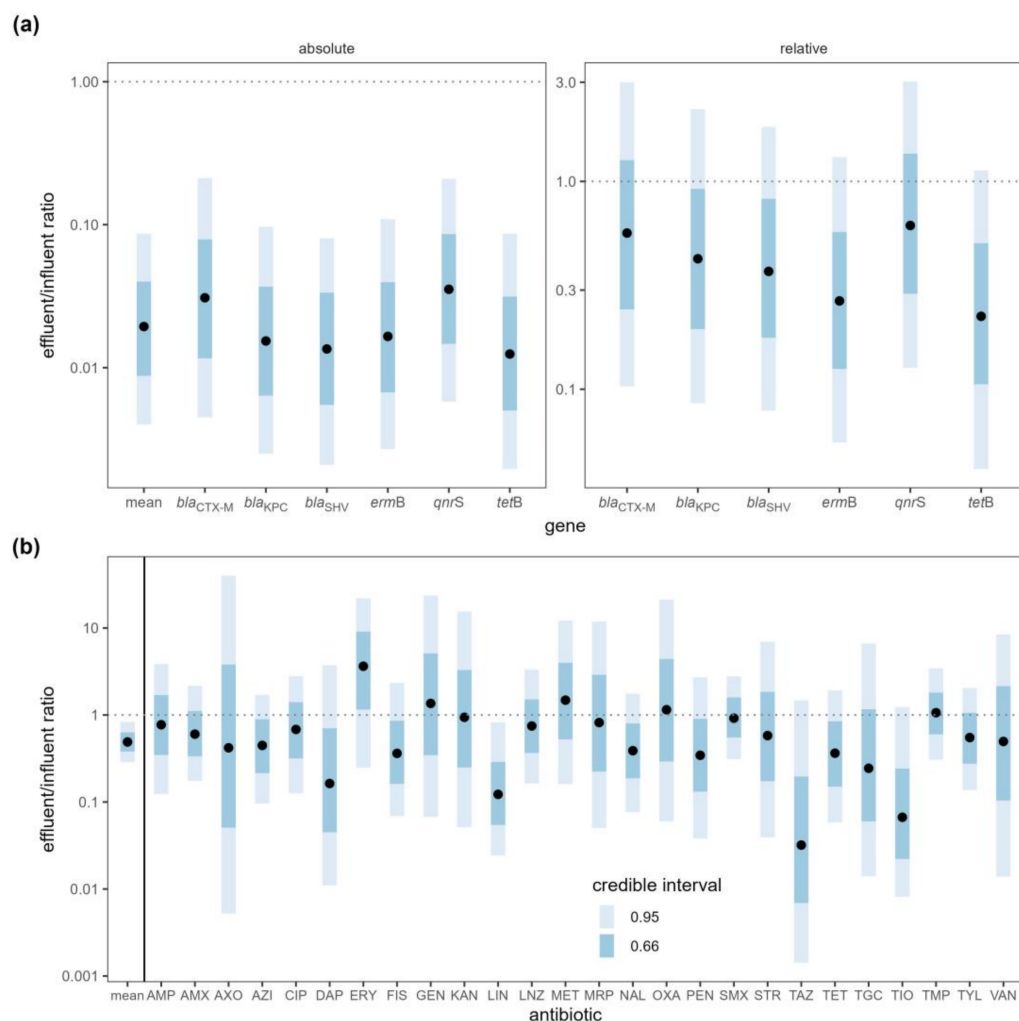 (a)
absolute
relative
1.00
0.10
0.01
3.0
1.0
0.3
0.1
effluent/influent ratio
mean blaCTX-M blaKPC blaSHV ermB qnrS tetB
blaCTX-M blaKPC blaSHV ermB qnrS tetB
gene
(b)
10
1
0.1
0.01
0.001
effluent/influent ratio
credible interval
0.95
0.66
mean AMP AMX AXO AZI CIP DAP ERY FIS GEN KAN LIN LNZ MET MRP NAL OXA PEN SMX STR TAZ TET TGC TIO TMP TYL VAN
antibiotic